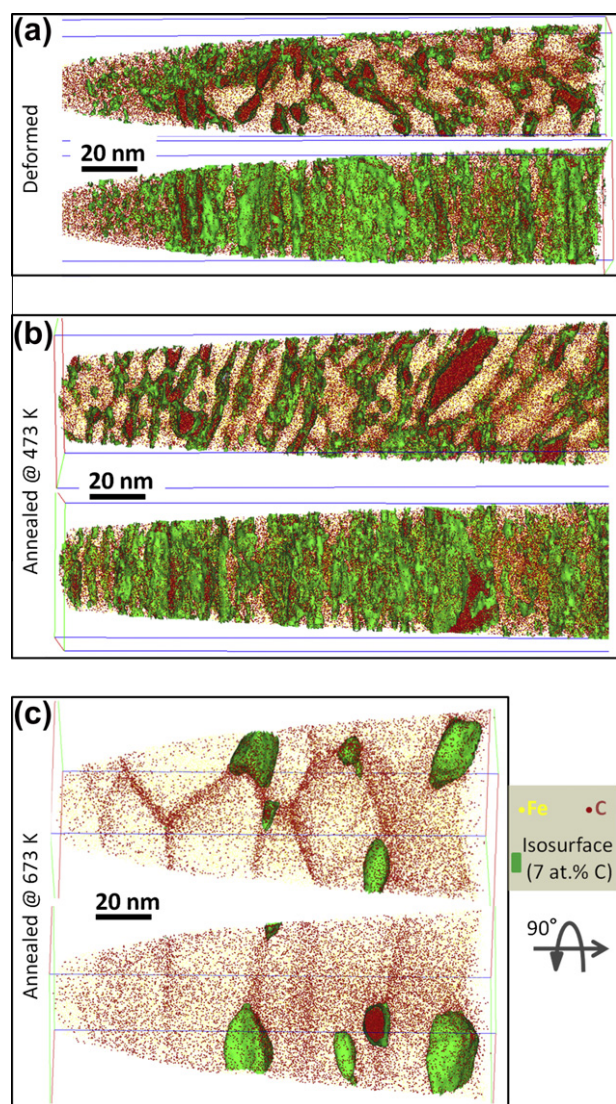 (a)
Deformed
20 nm
(b)
Annealed @ 473 K
20 nm
(c)
Annealed @ 673 K
20 nm
Fe C
Isosurface
(7 at.% C)
90°